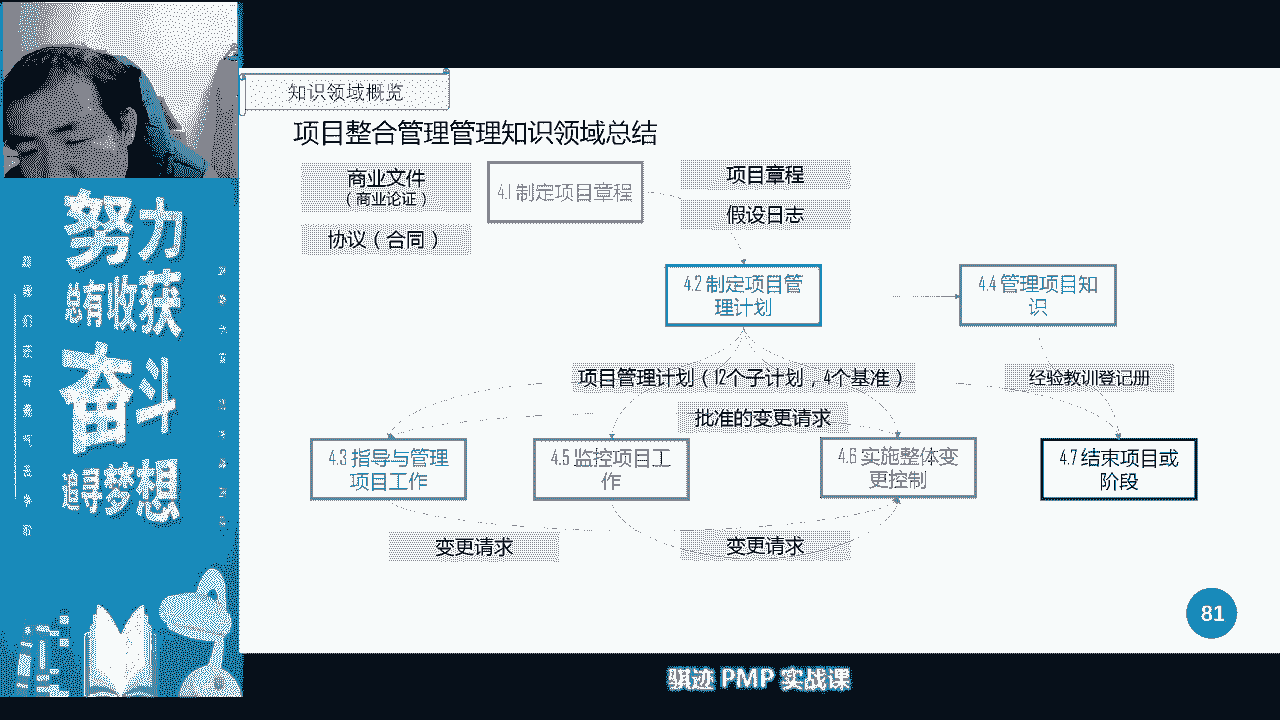 知识领域概览
项目整合管理管理知识领域总结
商业文件
（商业论证）
协议（合同）
4.1 制定项目章程
项目章程
假设日志
4.2 制定项目管
理计划
4.4 管理项目知
识
项目管理计划（12个子计划，4个基准）
经验教训登记册
批准的变更请求
4.3 指导与管理
项目工作
4.5 监控项目工
作
4.6 实施整体变
更控制
4.7 结束项目或
阶段
变更请求
变更请求
81
骐迹 PMP 实战课
努力
总有收获
奋斗
追寻梦想